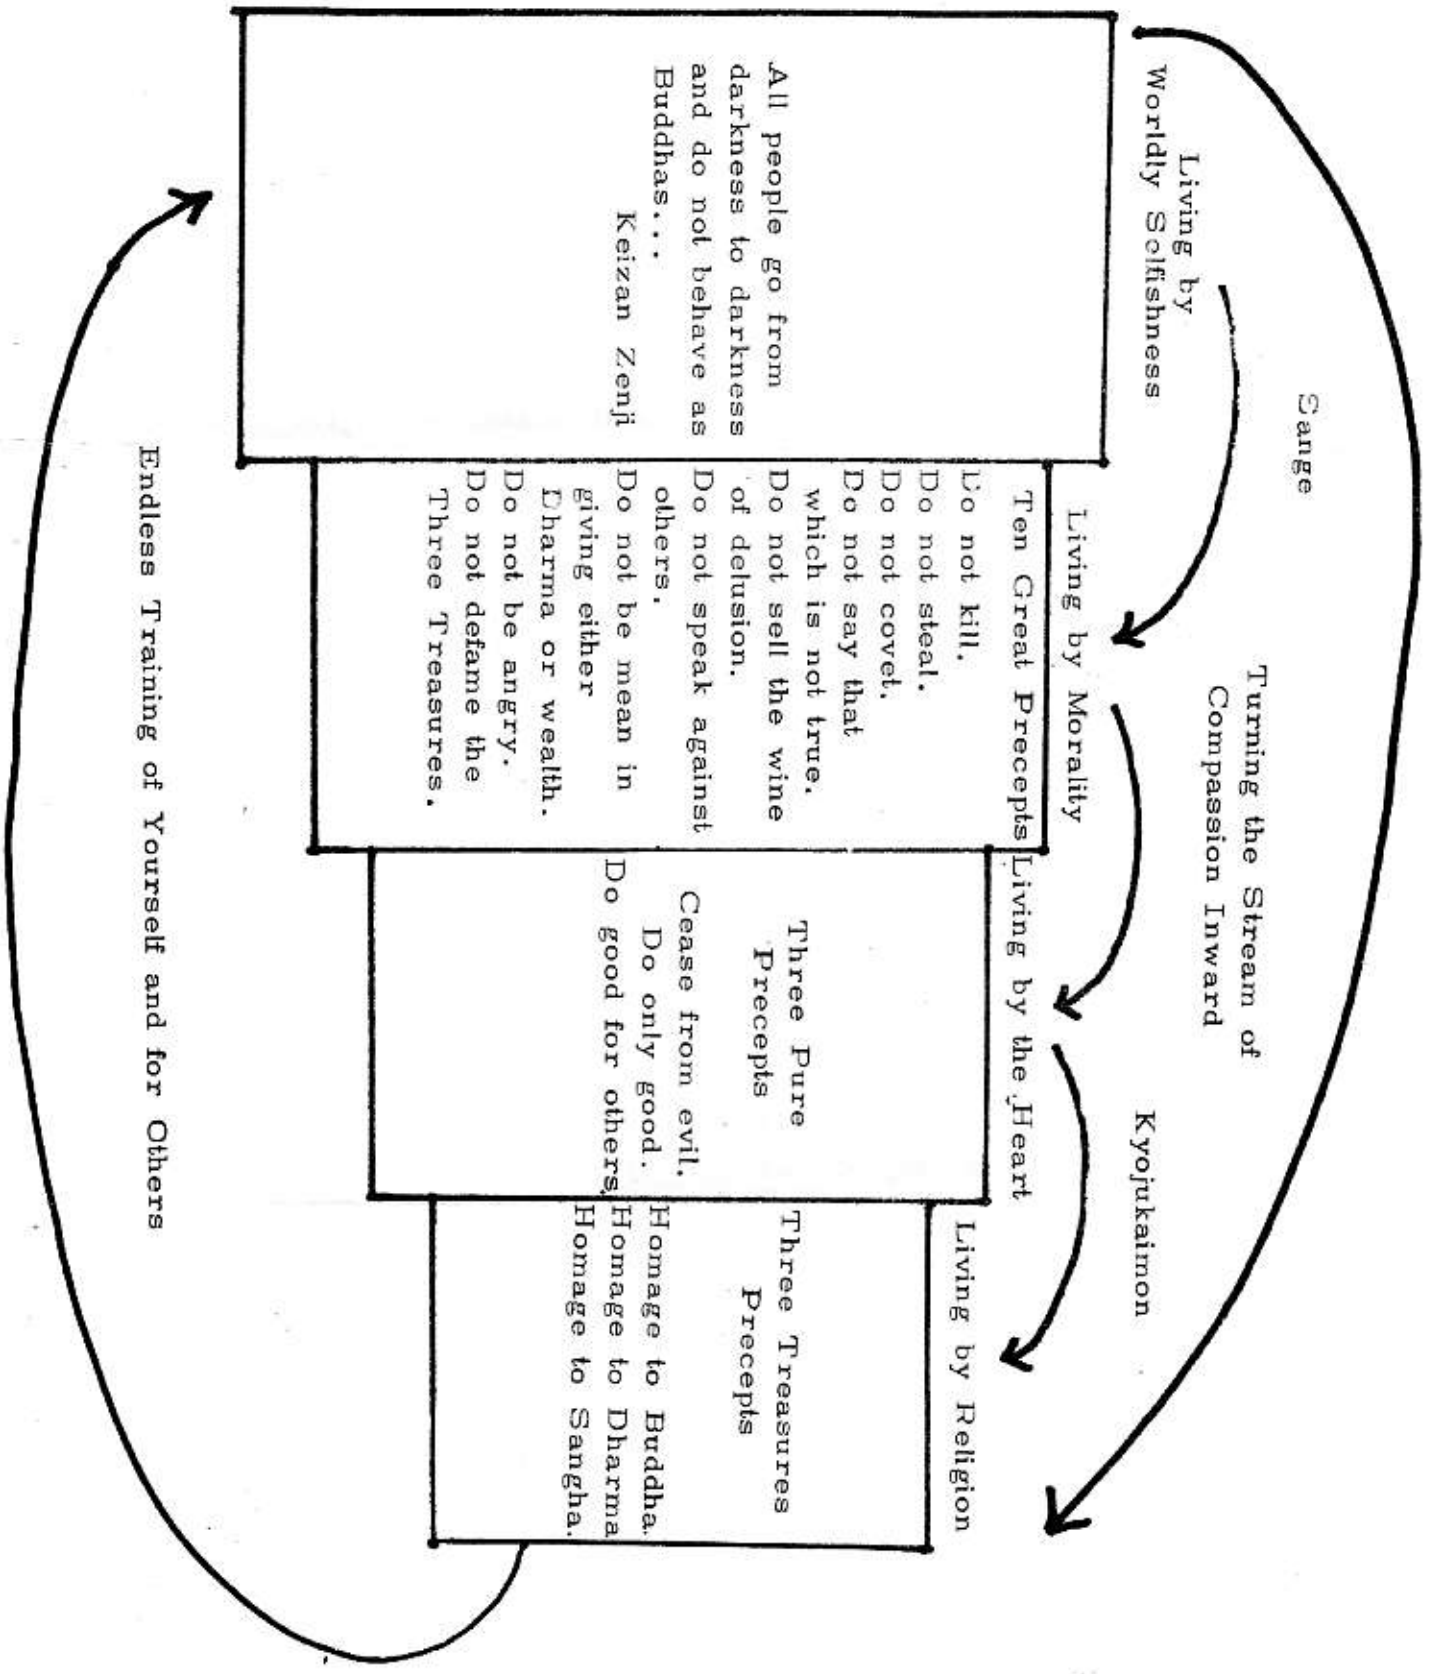 Sange
Turning the Stream of
Compassion Inward
Kyojukaimon
Living by
Worldly Selfishness
All people go from
darkness to darkness
and do not behave as
Buddhas...
Keizan Zenji
Living by Morality
Ten Great Precepts
Do not kill.
Do not steal.
Do not covet.
Do not say that
which is not true.
Do not sell the wine
of delusion.
Do not speak against
others.
Do not be mean in
giving either
Dharma or wealth.
Do not be angry.
Do not defame the
Three Treasures.
Living by the Heart
Three Pure
Precepts
Cease from evil.
Do only good.
Do good for others.
Living by Religion
Three Treasures
Precepts
Homage to Buddha.
Homage to Dharma
Homage to Sangha.
Endless Training of Yourself and for Others